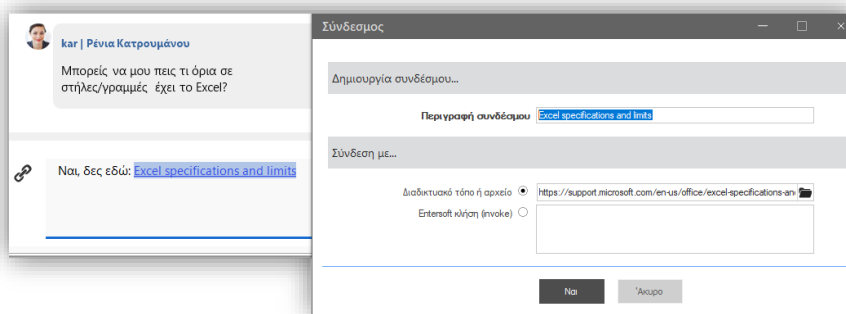 kar | Ρένια Κατρουμάνου
Μπορείς να μου πεις τι όρια σε
στήλες/γραμμές έχει το Excel?
Ναι, δες εδώ: Excel specifications and limits
Σύνδεσμος
Δημιουργία συνδέσμου...
Περιγραφή συνδέσμου Excel specifications and limits
Σύνδεση με...
Διαδικτυακό τόπο ή αρχείο https://support.microsoft.com/en-us/office/excel-specifications-an
Entersoft κλήση (invoke)
Ναι Άκυρο